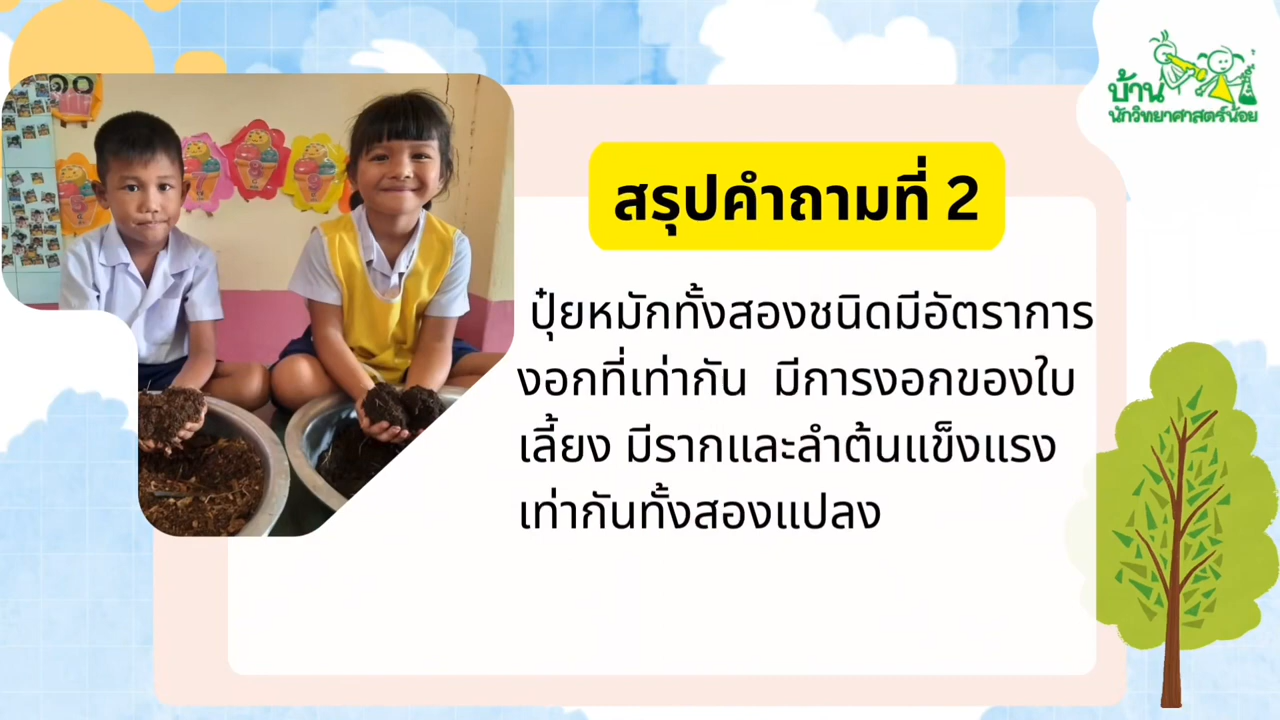 ๑๐
บ้าน
นักวิทยาศาสตร์น้อย
สรุปคำถามที่ 2
ปุ๋ยหมักทั้งสองชนิดมีอัตราการ
งอกที่เท่ากัน มีการงอกของใบ
เลี้ยง มีรากและลำต้นแข็งแรง
เท่ากันทั้งสองแปลง